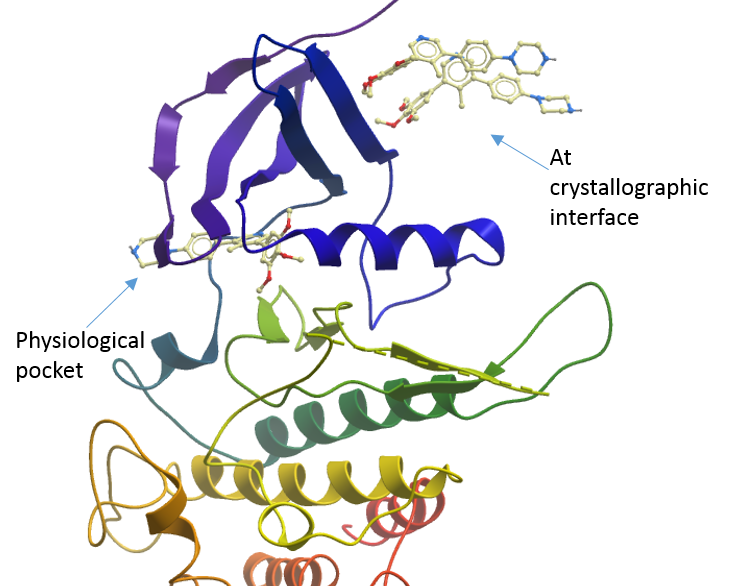 At
crystallographic
interface
Physiological
pocket